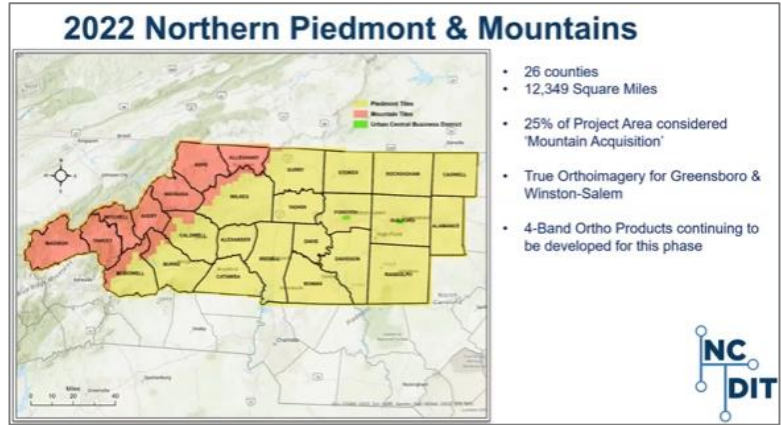 2022 Northern Piedmont & Mountains
Piedmont Tiles
Mountain Tiles
Urban Central Business District
ASHE
ALLEGHANY
SURRY
STOKES
ROCKINGHAM
CASWELL
WATAUGA
WILKES
YADKIN
FORSYTH
GUILFORD
ALAMANCE
MITCHELL
AVERY
CALDWELL
ALEXANDER
DAVIE
MADISON
YANCEY
IREDELL
DAVIDSON
RANDOLPH
MCDOWELL
BURKE
CATAWBA
ROWAN
Miles
0 10 20 40
• 26 counties
• 12,349 Square Miles
• 25% of Project Area considered
'Mountain Acquisition'
• True Orthoimagery for Greensboro &
Winston-Salem
• 4-Band Ortho Products continuing to
be developed for this phase
NC
DIT